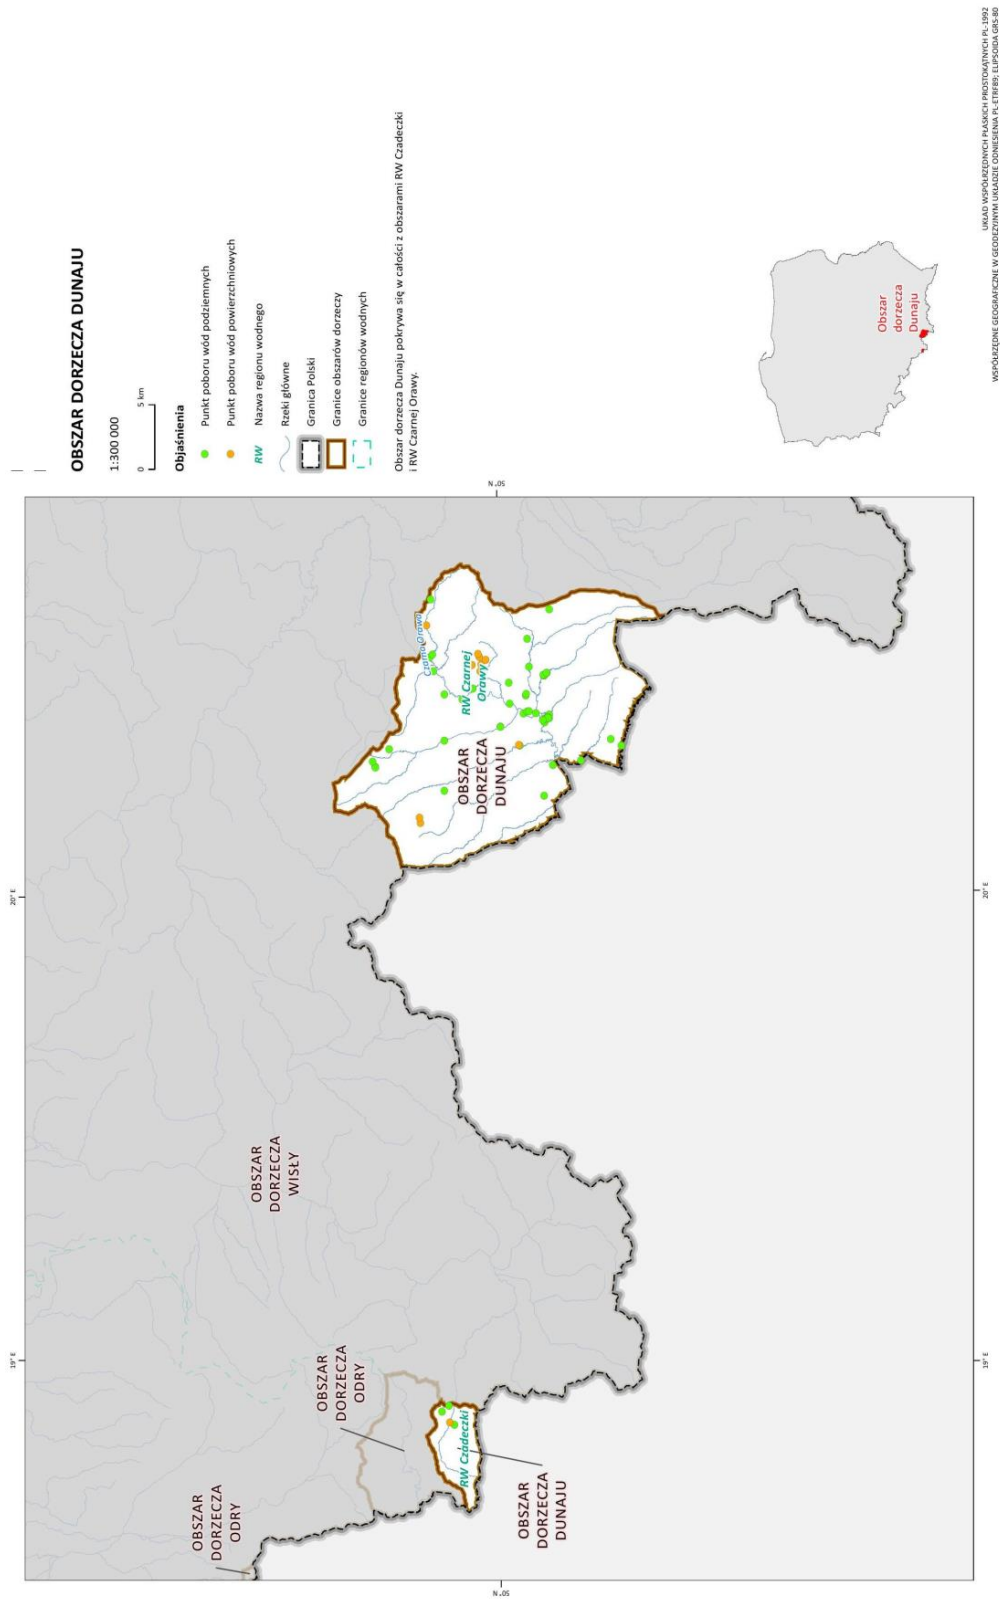 OBSZAR DORZECZA DUNAJU
1:300 000
0 5 km
Objaśnienia
Punkt poboru wód podziemnych
Punkt poboru wód powierzchniowych
RW Nazwa regionu wodnego
Rzeki główne
Granica Polski
Granice obszarów dorzeczy
Granice regionów wodnych
Obszar dorzecza Dunaju pokrywa się w całości z obszarami RW Czadeczki
i RW Czarnej Orawy.
Obszar
dorzecza
Dunaju
UKŁAD WSPÓŁRZĘDNYCH PŁASKICH PROSTOKĄTNYCH PL-1992
WSPÓŁRZĘDNE GEOGRAFICZNE W GEODEZYJNYM UKŁADZIE ODNIESIENIA PL-ETRF89; ELIPSOIDA GRS-80
19° E
20° E
OBSZAR
DORZECZA
ODRY
OBSZAR
DORZECZA
ODRY
OBSZAR
DORZECZA
WISŁY
Czarna Orawa
RW Czarnej
Orawy
OBSZAR
DORZECZA
DUNAJU
RW Czadeczki
OBSZAR
DORZECZA
DUNAJU
50° N
50° N
19° E
20° E